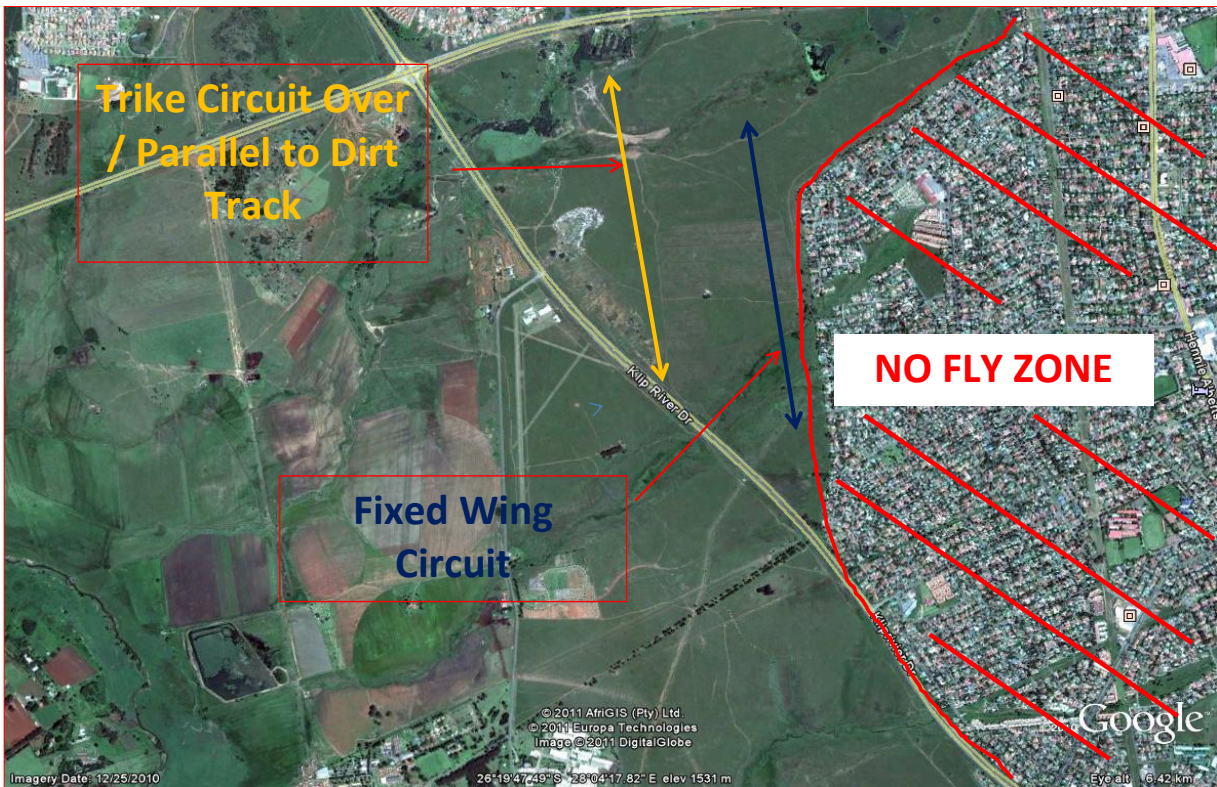 Trike Circuit Over
/ Parallel to Dirt
Track
NO FLY ZONE
Klip River Dr
Fixed Wing
Circuit
© 2011 AfriGIS (Pty) Ltd.
© 2011 Europa Technologies
Image © 2011 DigitalGlobe
Google
Imagery Date: 12/25/2010
26°19'47.49" S 28°04'17.82" E elev 1531 m
Eye alt 6.42 km